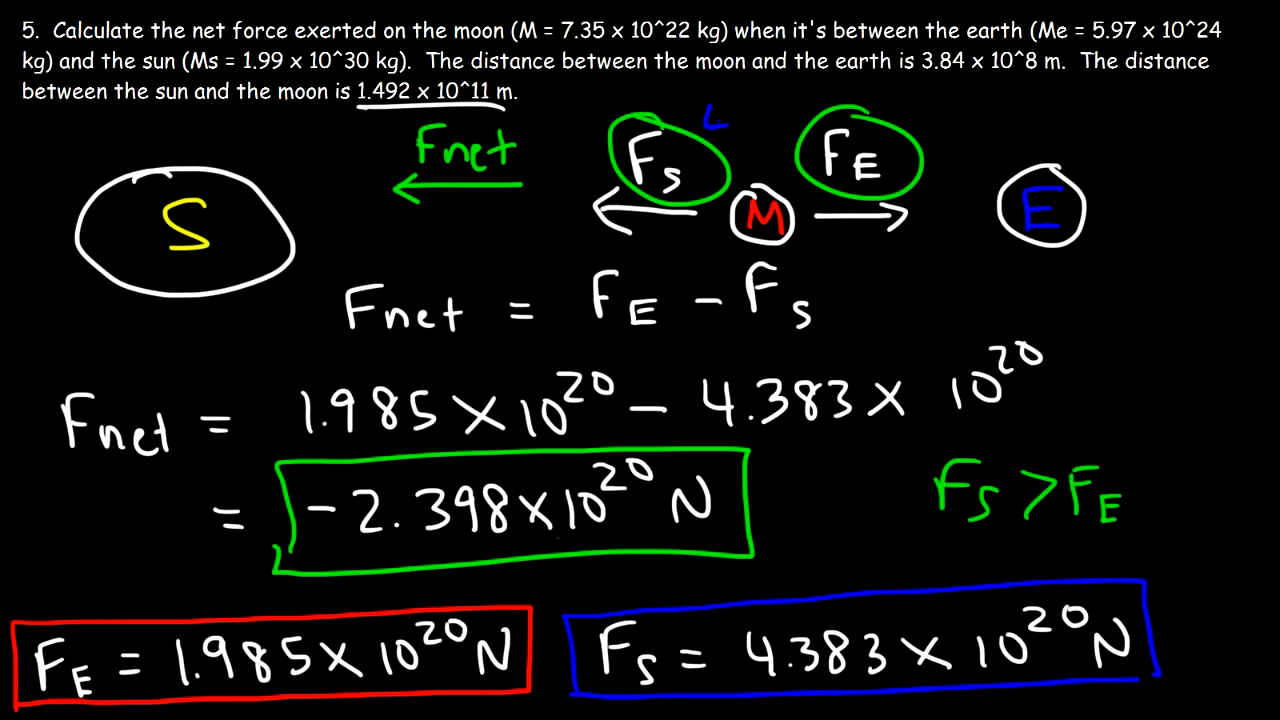 5. Calculate the net force exerted on the moon (M = 7.35 x 10^22 kg) when it's between the earth (Me = 5.97 x 10^24
kg) and the sun (Ms = 1.99 x 10^30 kg). The distance between the moon and the earth is 3.84 x 10^8 m. The distance
between the sun and the moon is 1.492 x 10^11 m.
Fnet
Fs
FE
S
M
E
Fnet = FE - Fs
Fnet = 1.985 x 10^20 - 4.383 x 10^20
= -2.398 x 10^20 N
Fs > FE
FE = 1.985 x 10^20 N
Fs = 4.383 x 10^20 N